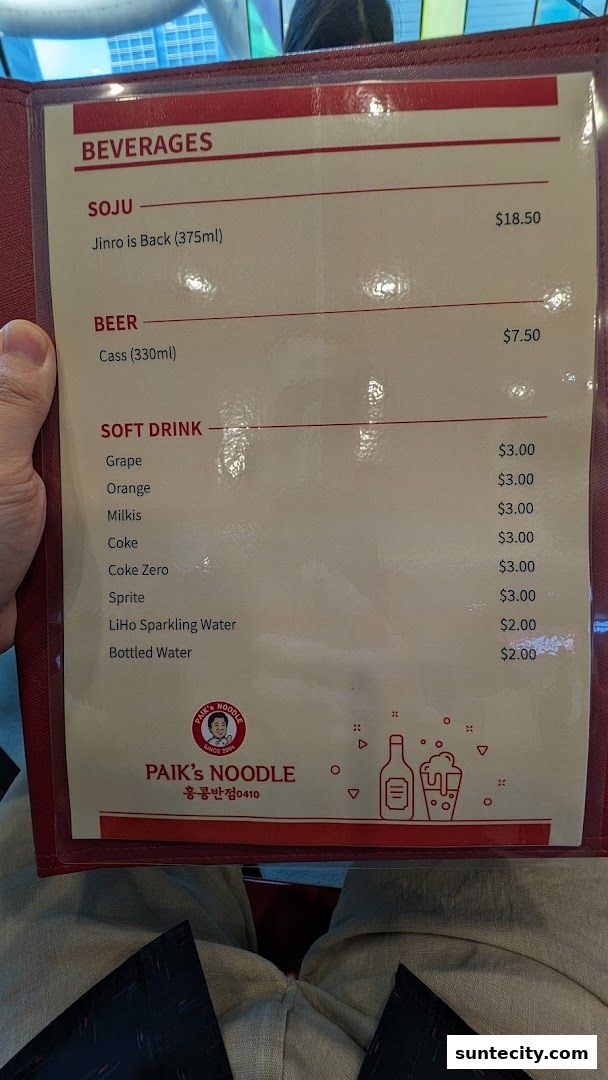 BEVERAGES
SOJU
Jinro is Back (375ml) $18.50
BEER
Cass (330ml) $7.50
SOFT DRINK
Grape $3.00
Orange $3.00
Milkis $3.00
Coke $3.00
Coke Zero $3.00
Sprite $3.00
LiHo Sparkling Water $2.00
Bottled Water $2.00
PAIK's NOODLE
SINCE 2006
PAIK's NOODLE
홍콩반점0410
suntecity.com